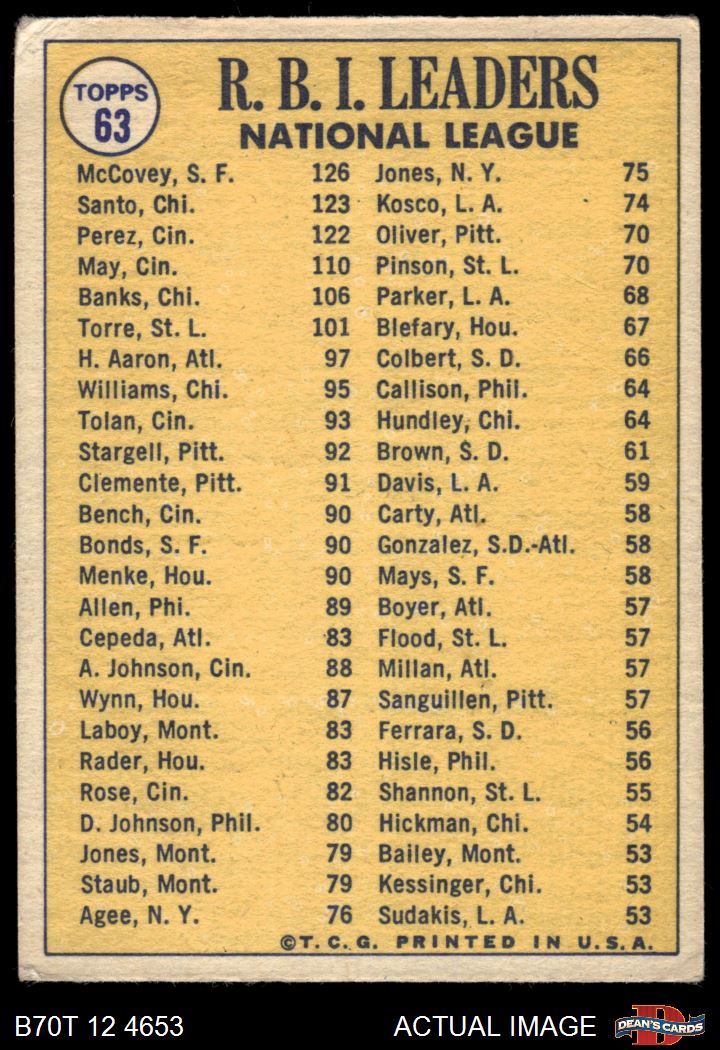 TOPPS
63
R. B. I. LEADERS
NATIONAL LEAGUE
McCovey, S. F. 126 Jones, N. Y. 75
Santo, Chi. 123 Kosco, L. A. 74
Perez, Cin. 122 Oliver, Pitt. 70
May, Cin. 110 Pinson, St. L. 70
Banks, Chi. 106 Parker, L. A. 68
Torre, St. L. 101 Blefary, Hou. 67
H. Aaron, Atl. 97 Colbert, S. D. 66
Williams, Chi. 95 Callison, Phil. 64
Tolan, Cin. 93 Hundley, Chi. 64
Stargell, Pitt. 92 Brown, S. D. 61
Clemente, Pitt. 91 Davis, L. A. 59
Bench, Cin. 90 Carty, Atl. 58
Bonds, S. F. 90 Gonzalez, S.D.-Atl. 58
Menke, Hou. 90 Mays, S. F. 58
Allen, Phi. 89 Boyer, Atl. 57
Cepeda, Atl. 83 Flood, St. L. 57
A. Johnson, Cin. 88 Millan, Atl. 57
Wynn, Hou. 87 Sanguillen, Pitt. 57
Laboy, Mont. 83 Ferrara, S. D. 56
Rader, Hou. 83 Hisle, Phil. 56
Rose, Cin. 82 Shannon, St. L. 55
D. Johnson, Phil. 80 Hickman, Chi. 54
Jones, Mont. 79 Bailey, Mont. 53
Staub, Mont. 79 Kessinger, Chi. 53
Agee, N. Y. 76 Sudakis, L. A. 53
©T. C. G. PRINTED IN U. S. A.
B70T 12 4653 ACTUAL IMAGE DEAN'S CARDS